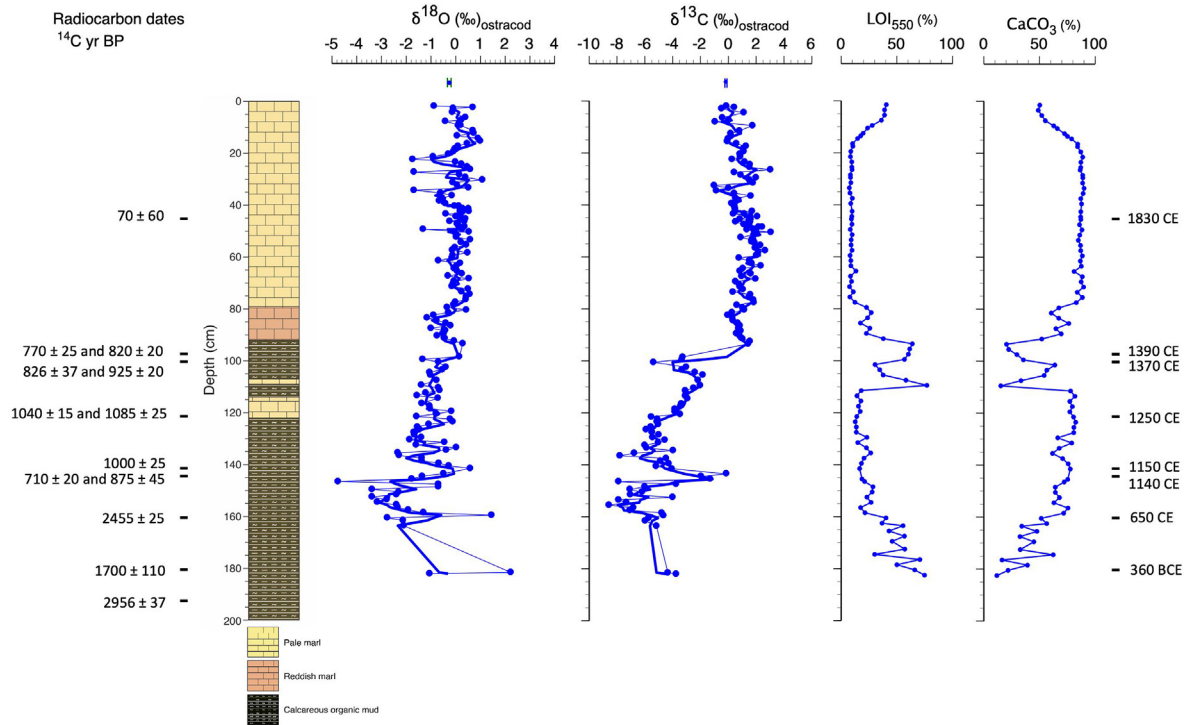 Radiocarbon dates
¹⁴C yr BP
δ¹⁸O (‰)ostracod
δ¹³C (‰)ostracod
LOI₅₅₀ (%)
CaCO₃ (%)
-5 -4 -3 -2 -1 0 1 2 3 4
-10 -8 -6 -4 -2 0 2 4 6
0 50 100
0 50 100
0
20
40
60
80
100
120
140
160
180
200
Depth (cm)
70 ± 60
770 ± 25 and 820 ± 20
826 ± 37 and 925 ± 20
1040 ± 15 and 1085 ± 25
1000 ± 25
710 ± 20 and 875 ± 45
2455 ± 25
1700 ± 110
2956 ± 37
1830 CE
1390 CE
1370 CE
1250 CE
1150 CE
1140 CE
650 CE
360 BCE
Pale marl
Reddish marl
Calcareous organic mud